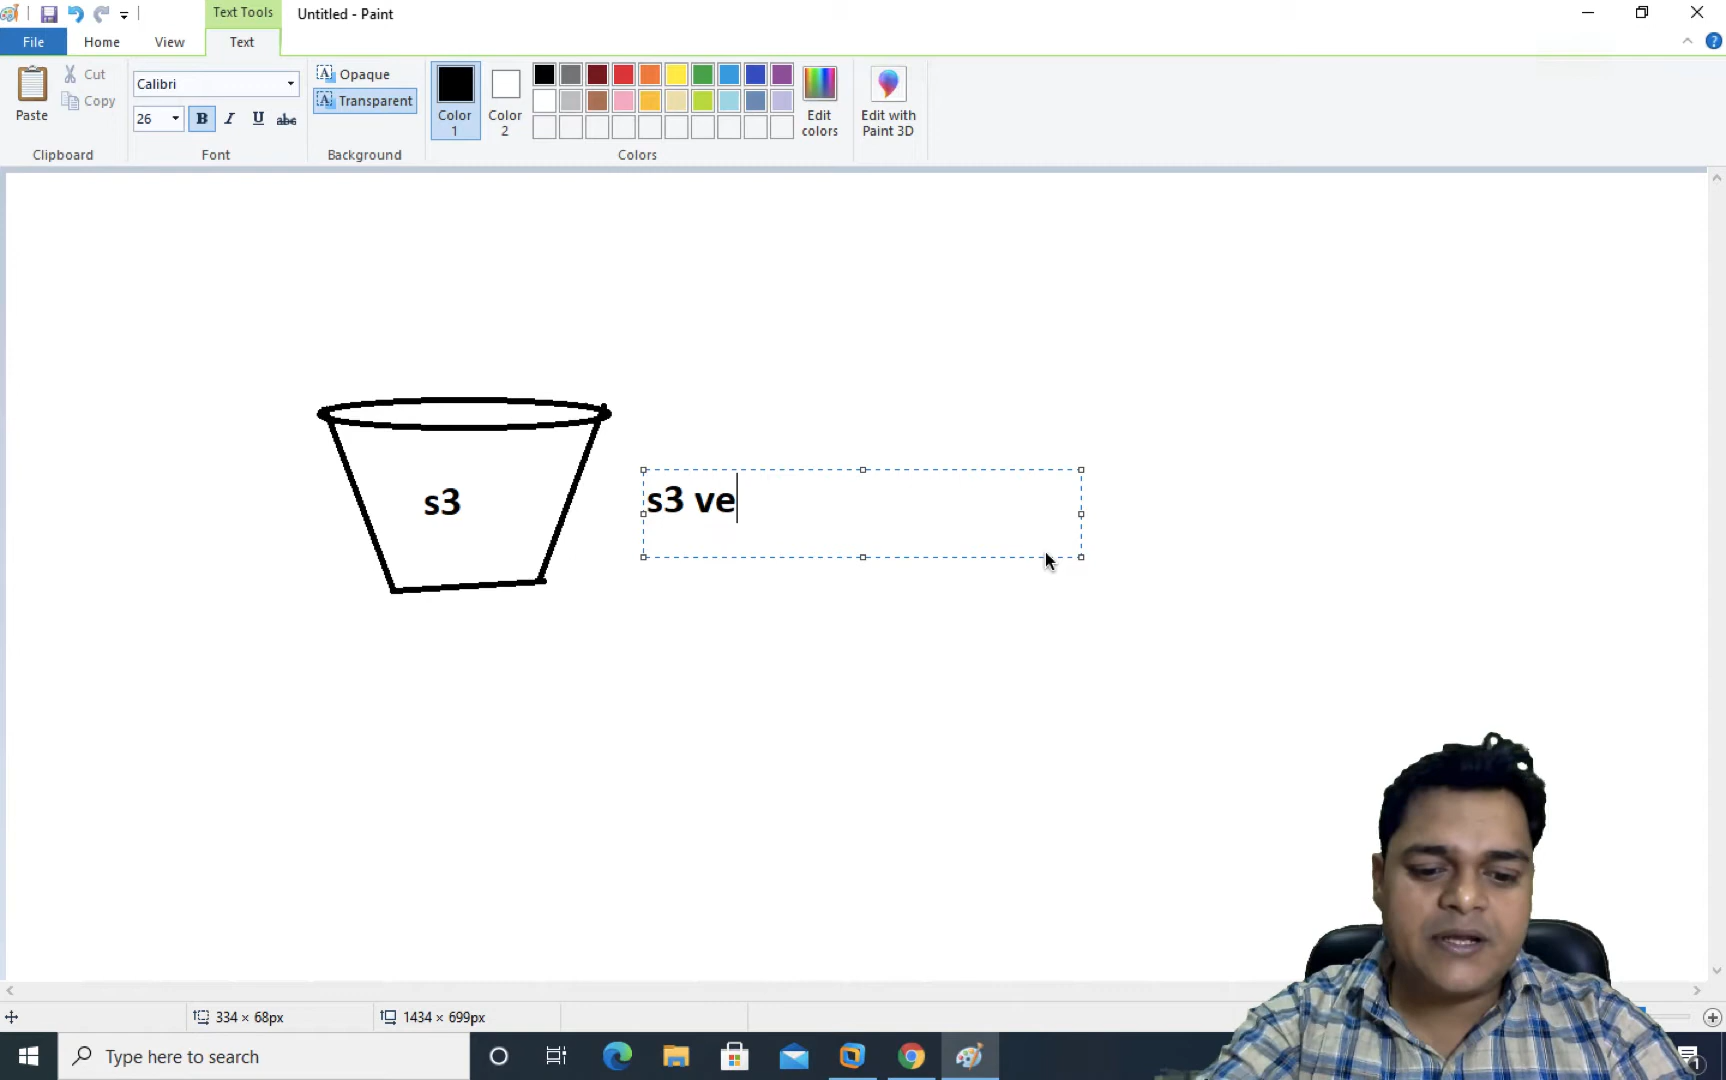 Text Tools
Untitled - Paint
File
Home
View
Text
Paste
Cut
Copy
Clipboard
Calibri
26
B
I
U
abc
Font
Opaque
Transparent
Background
Color 1
Color 2
Edit colors
Colors
Edit with Paint 3D
s3
s3 ve
334 × 68px
1434 × 699px
Type here to search
1